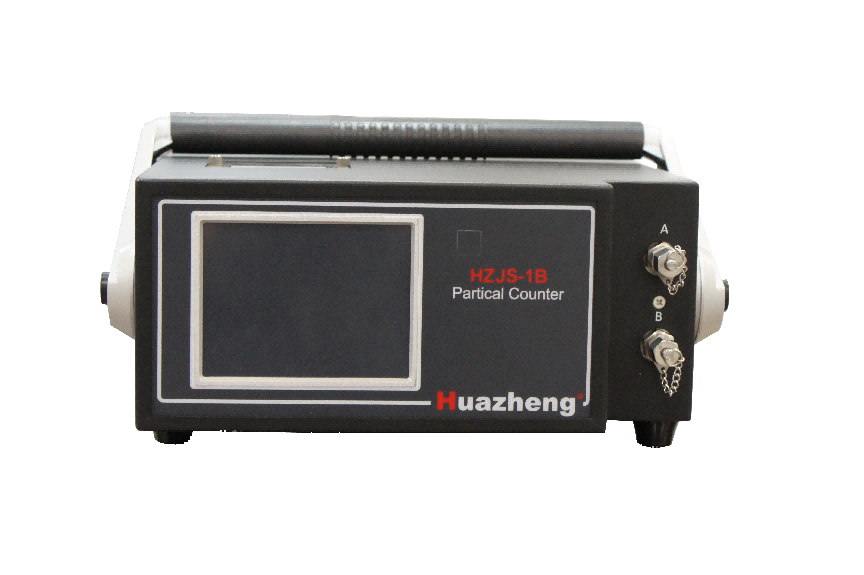 A
HZJS-1B
Partical Counter
B
Huazheng